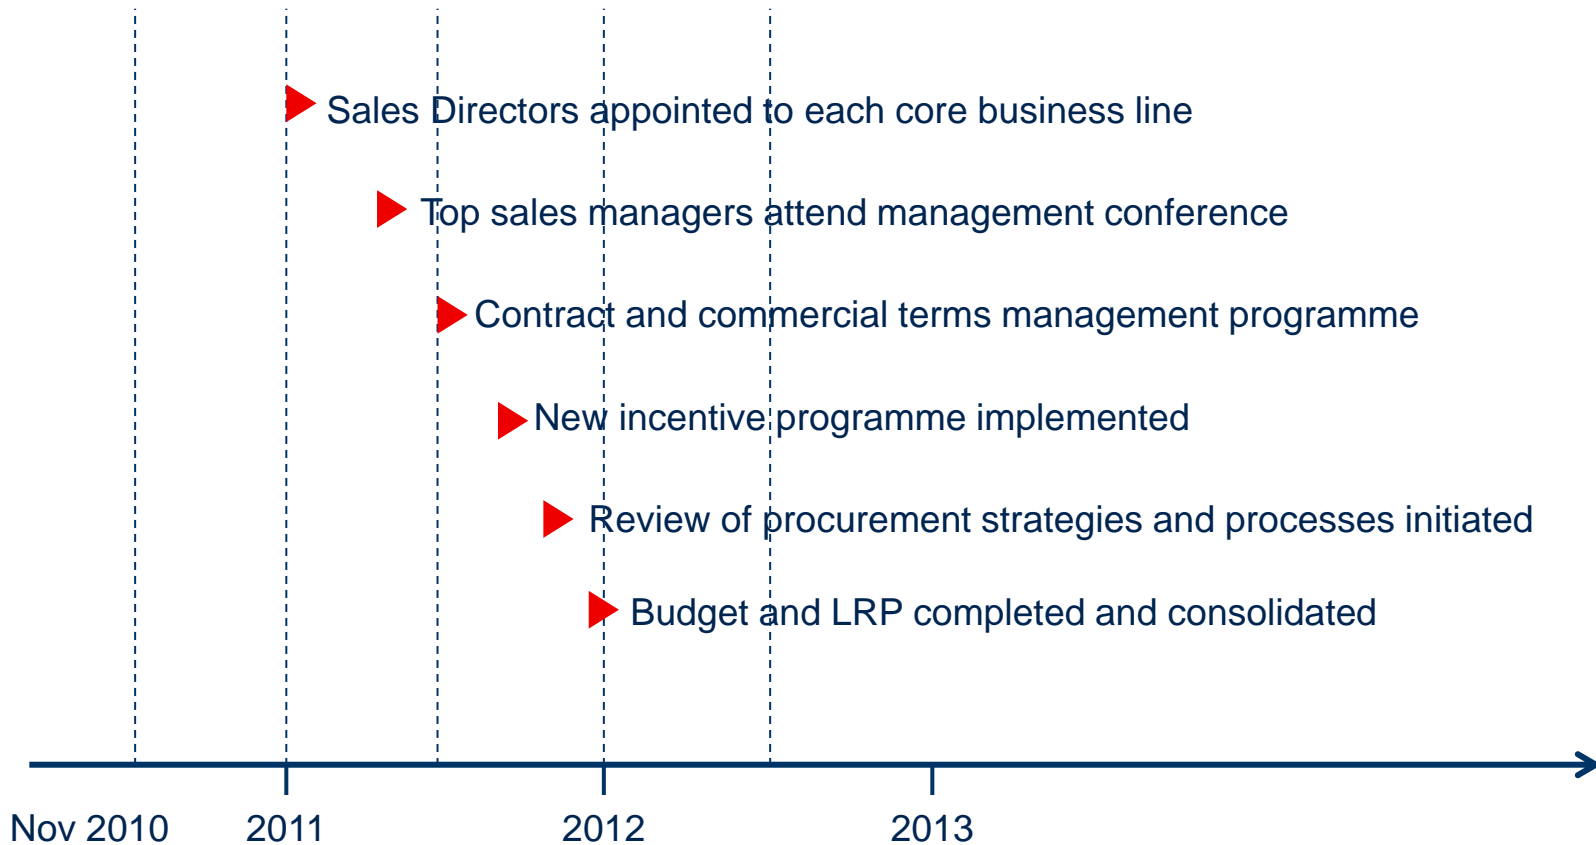 Sales Directors appointed to each core business line
Top sales managers attend management conference
Contract and commercial terms management programme
New incentive programme implemented
Review of procurement strategies and processes initiated
Budget and LRP completed and consolidated
Nov 2010 2011 2012 2013